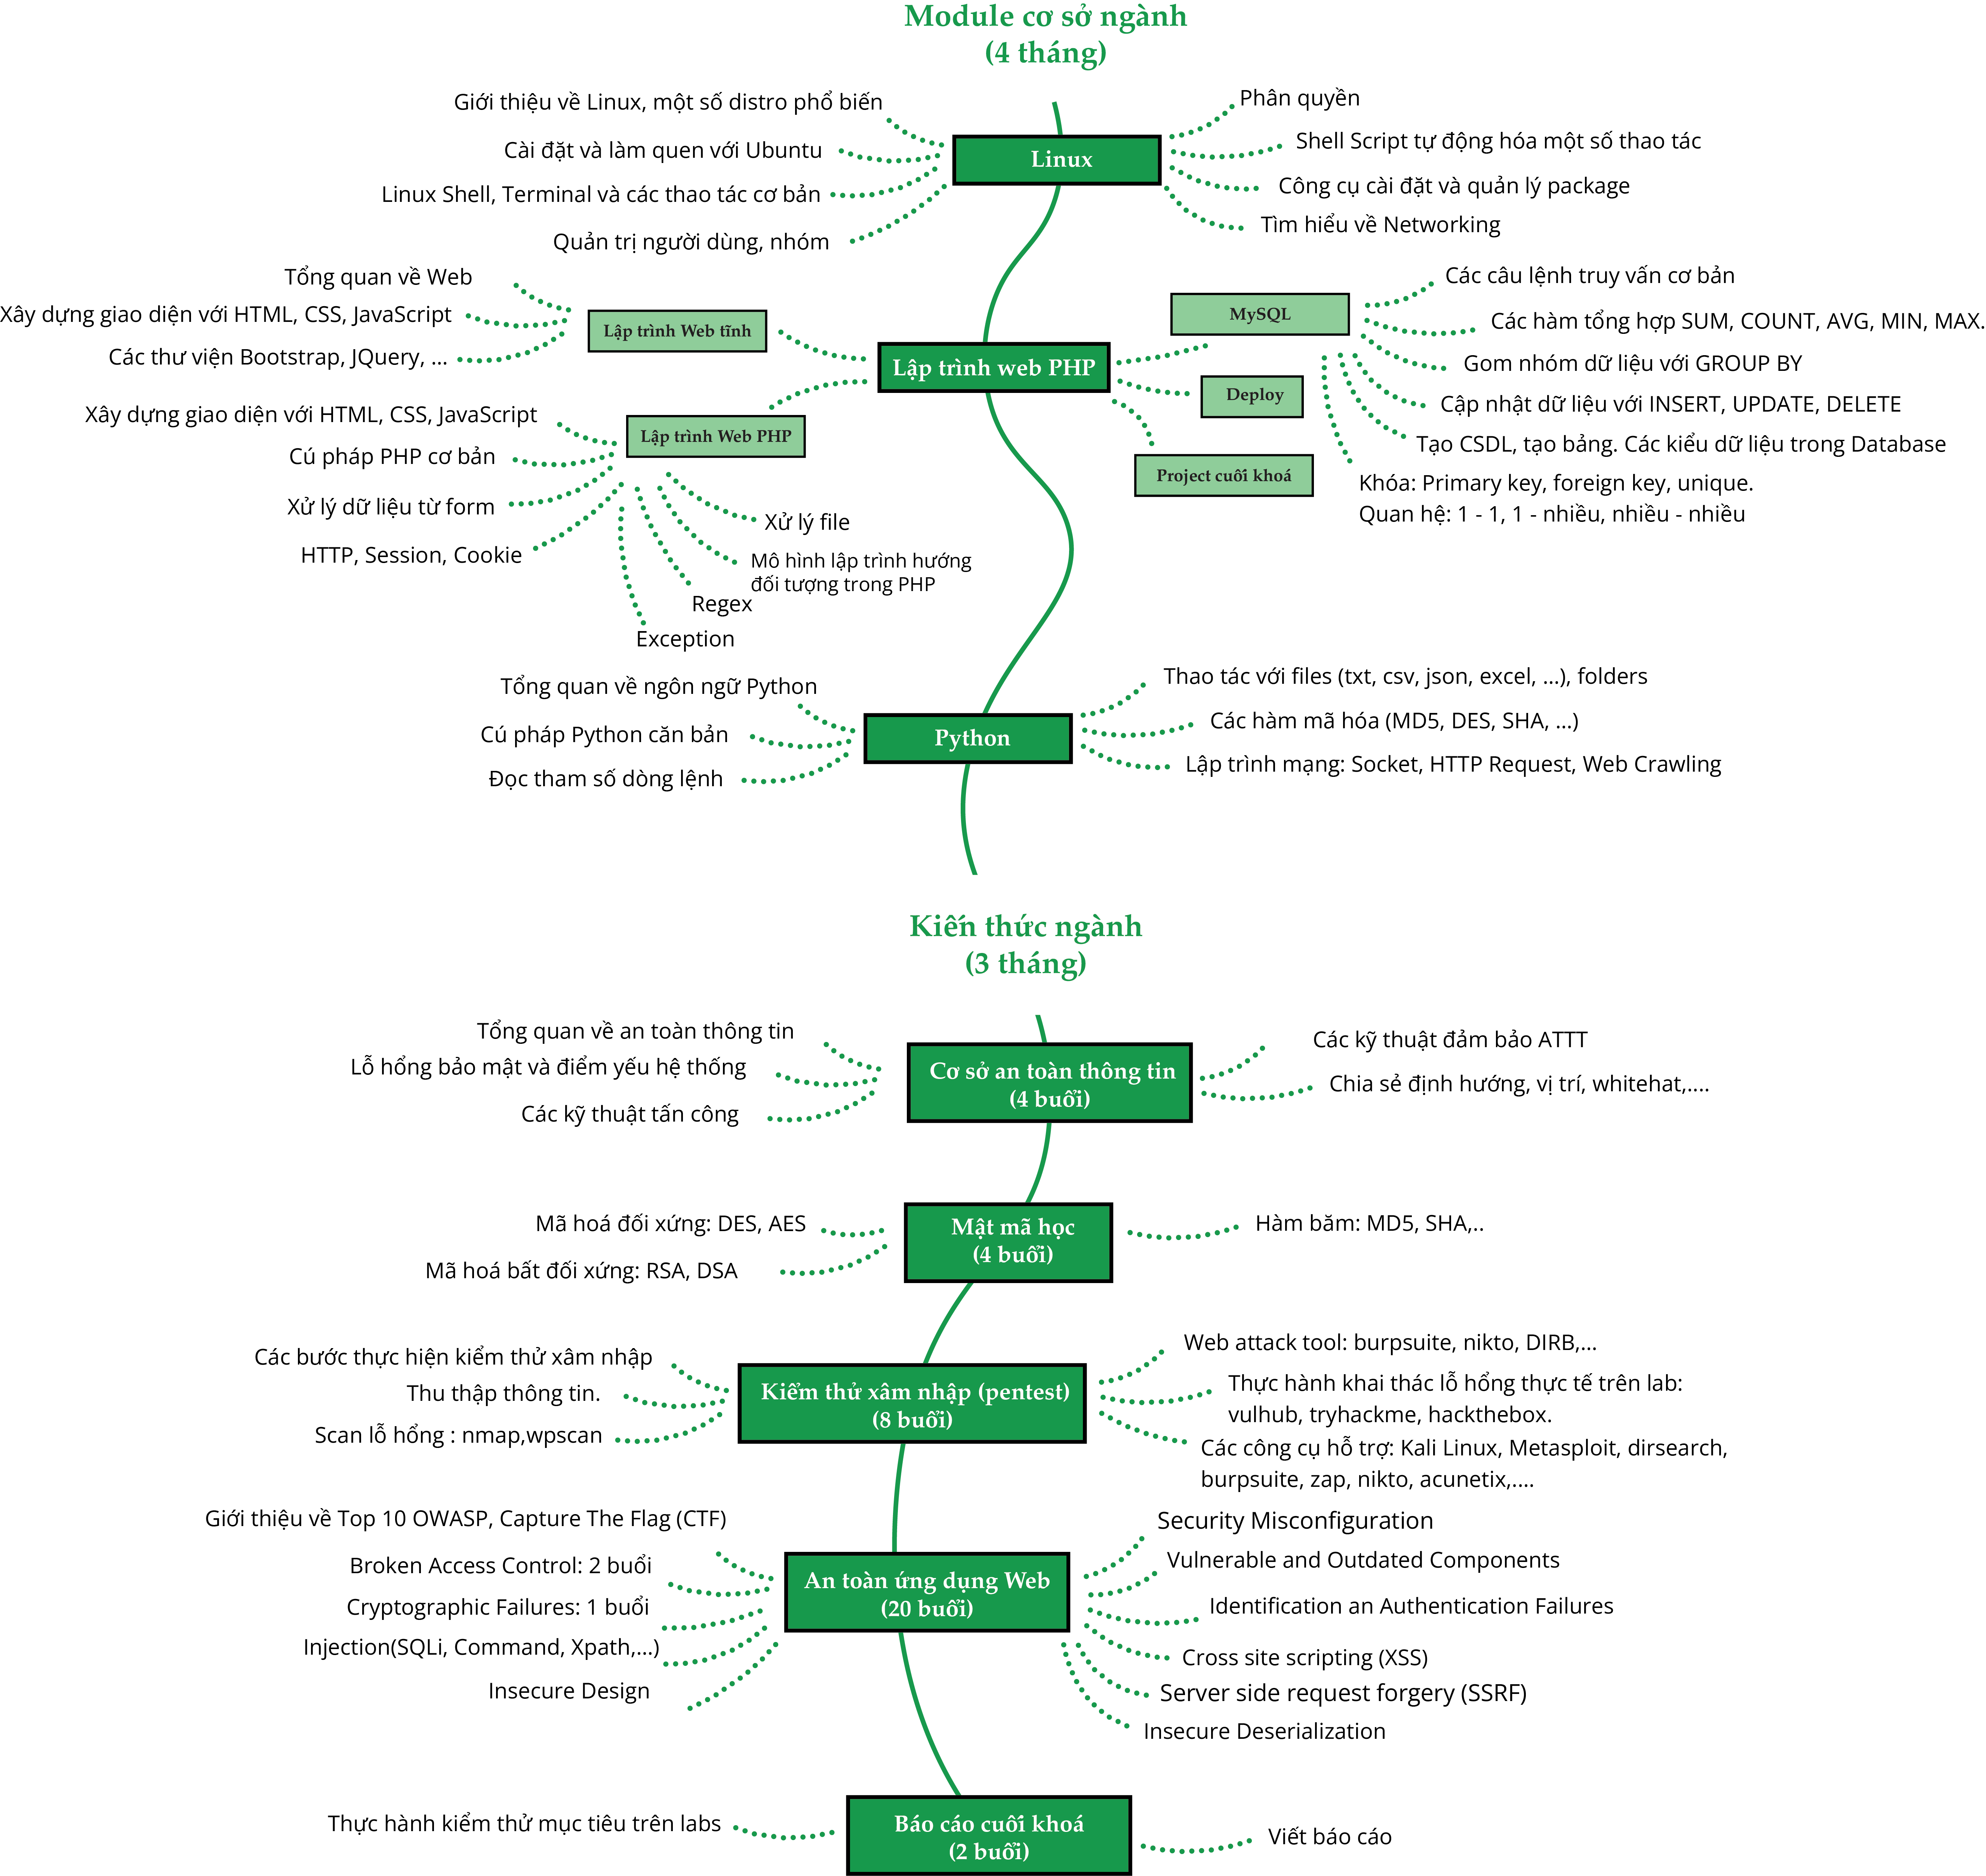 Module cơ sở ngành
(4 tháng)
Linux
Giới thiệu về Linux, một số distro phổ biến
Cài đặt và làm quen với Ubuntu
Linux Shell, Terminal và các thao tác cơ bản
Quản trị người dùng, nhóm
Phân quyền
Shell Script tự động hóa một số thao tác
Công cụ cài đặt và quản lý package
Tìm hiểu về Networking
Lập trình web PHP
Lập trình Web tĩnh
Tổng quan về Web
Xây dựng giao diện với HTML, CSS, JavaScript
Các thư viện Bootstrap, JQuery, ...
Lập trình Web PHP
Xây dựng giao diện với HTML, CSS, JavaScript
Cú pháp PHP cơ bản
Xử lý dữ liệu từ form
HTTP, Session, Cookie
Xử lý file
Mô hình lập trình hướng
đối tượng trong PHP
Regex
Exception
MySQL
Các câu lệnh truy vấn cơ bản
Các hàm tổng hợp SUM, COUNT, AVG, MIN, MAX.
Gom nhóm dữ liệu với GROUP BY
Cập nhật dữ liệu với INSERT, UPDATE, DELETE
Tạo CSDL, tạo bảng. Các kiểu dữ liệu trong Database
Khóa: Primary key, foreign key, unique.
Quan hệ: 1 - 1, 1 - nhiều, nhiều - nhiều
Deploy
Project cuối khoá
Python
Tổng quan về ngôn ngữ Python
Cú pháp Python căn bản
Đọc tham số dòng lệnh
Thao tác với files (txt, csv, json, excel, ...), folders
Các hàm mã hóa (MD5, DES, SHA, ...)
Lập trình mạng: Socket, HTTP Request, Web Crawling
Kiến thức ngành
(3 tháng)
Cơ sở an toàn thông tin
(4 buổi)
Tổng quan về an toàn thông tin
Lỗ hổng bảo mật và điểm yếu hệ thống
Các kỹ thuật tấn công
Các kỹ thuật đảm bảo ATTT
Chia sẻ định hướng, vị trí, whitehat,....
Mật mã học
(4 buổi)
Mã hoá đối xứng: DES, AES
Mã hoá bất đối xứng: RSA, DSA
Hàm băm: MD5, SHA,..
Kiểm thử xâm nhập (pentest)
(8 buổi)
Các bước thực hiện kiểm thử xâm nhập
Thu thập thông tin.
Scan lỗ hổng : nmap,wpscan
Web attack tool: burpsuite, nikto, DIRB,...
Thực hành khai thác lỗ hổng thực tế trên lab:
vulhub, tryhackme, hackthebox.
Các công cụ hỗ trợ: Kali Linux, Metasploit, dirsearch,
burpsuite, zap, nikto, acunetix,....
An toàn ứng dụng Web
(20 buổi)
Giới thiệu về Top 10 OWASP, Capture The Flag (CTF)
Broken Access Control: 2 buổi
Cryptographic Failures: 1 buổi
Injection(SQLi, Command, Xpath,...)
Insecure Design
Security Misconfiguration
Vulnerable and Outdated Components
Identification an Authentication Failures
Cross site scripting (XSS)
Server side request forgery (SSRF)
Insecure Deserialization
Báo cáo cuối khoá
(2 buổi)
Thực hành kiểm thử mục tiêu trên labs
Viết báo cáo